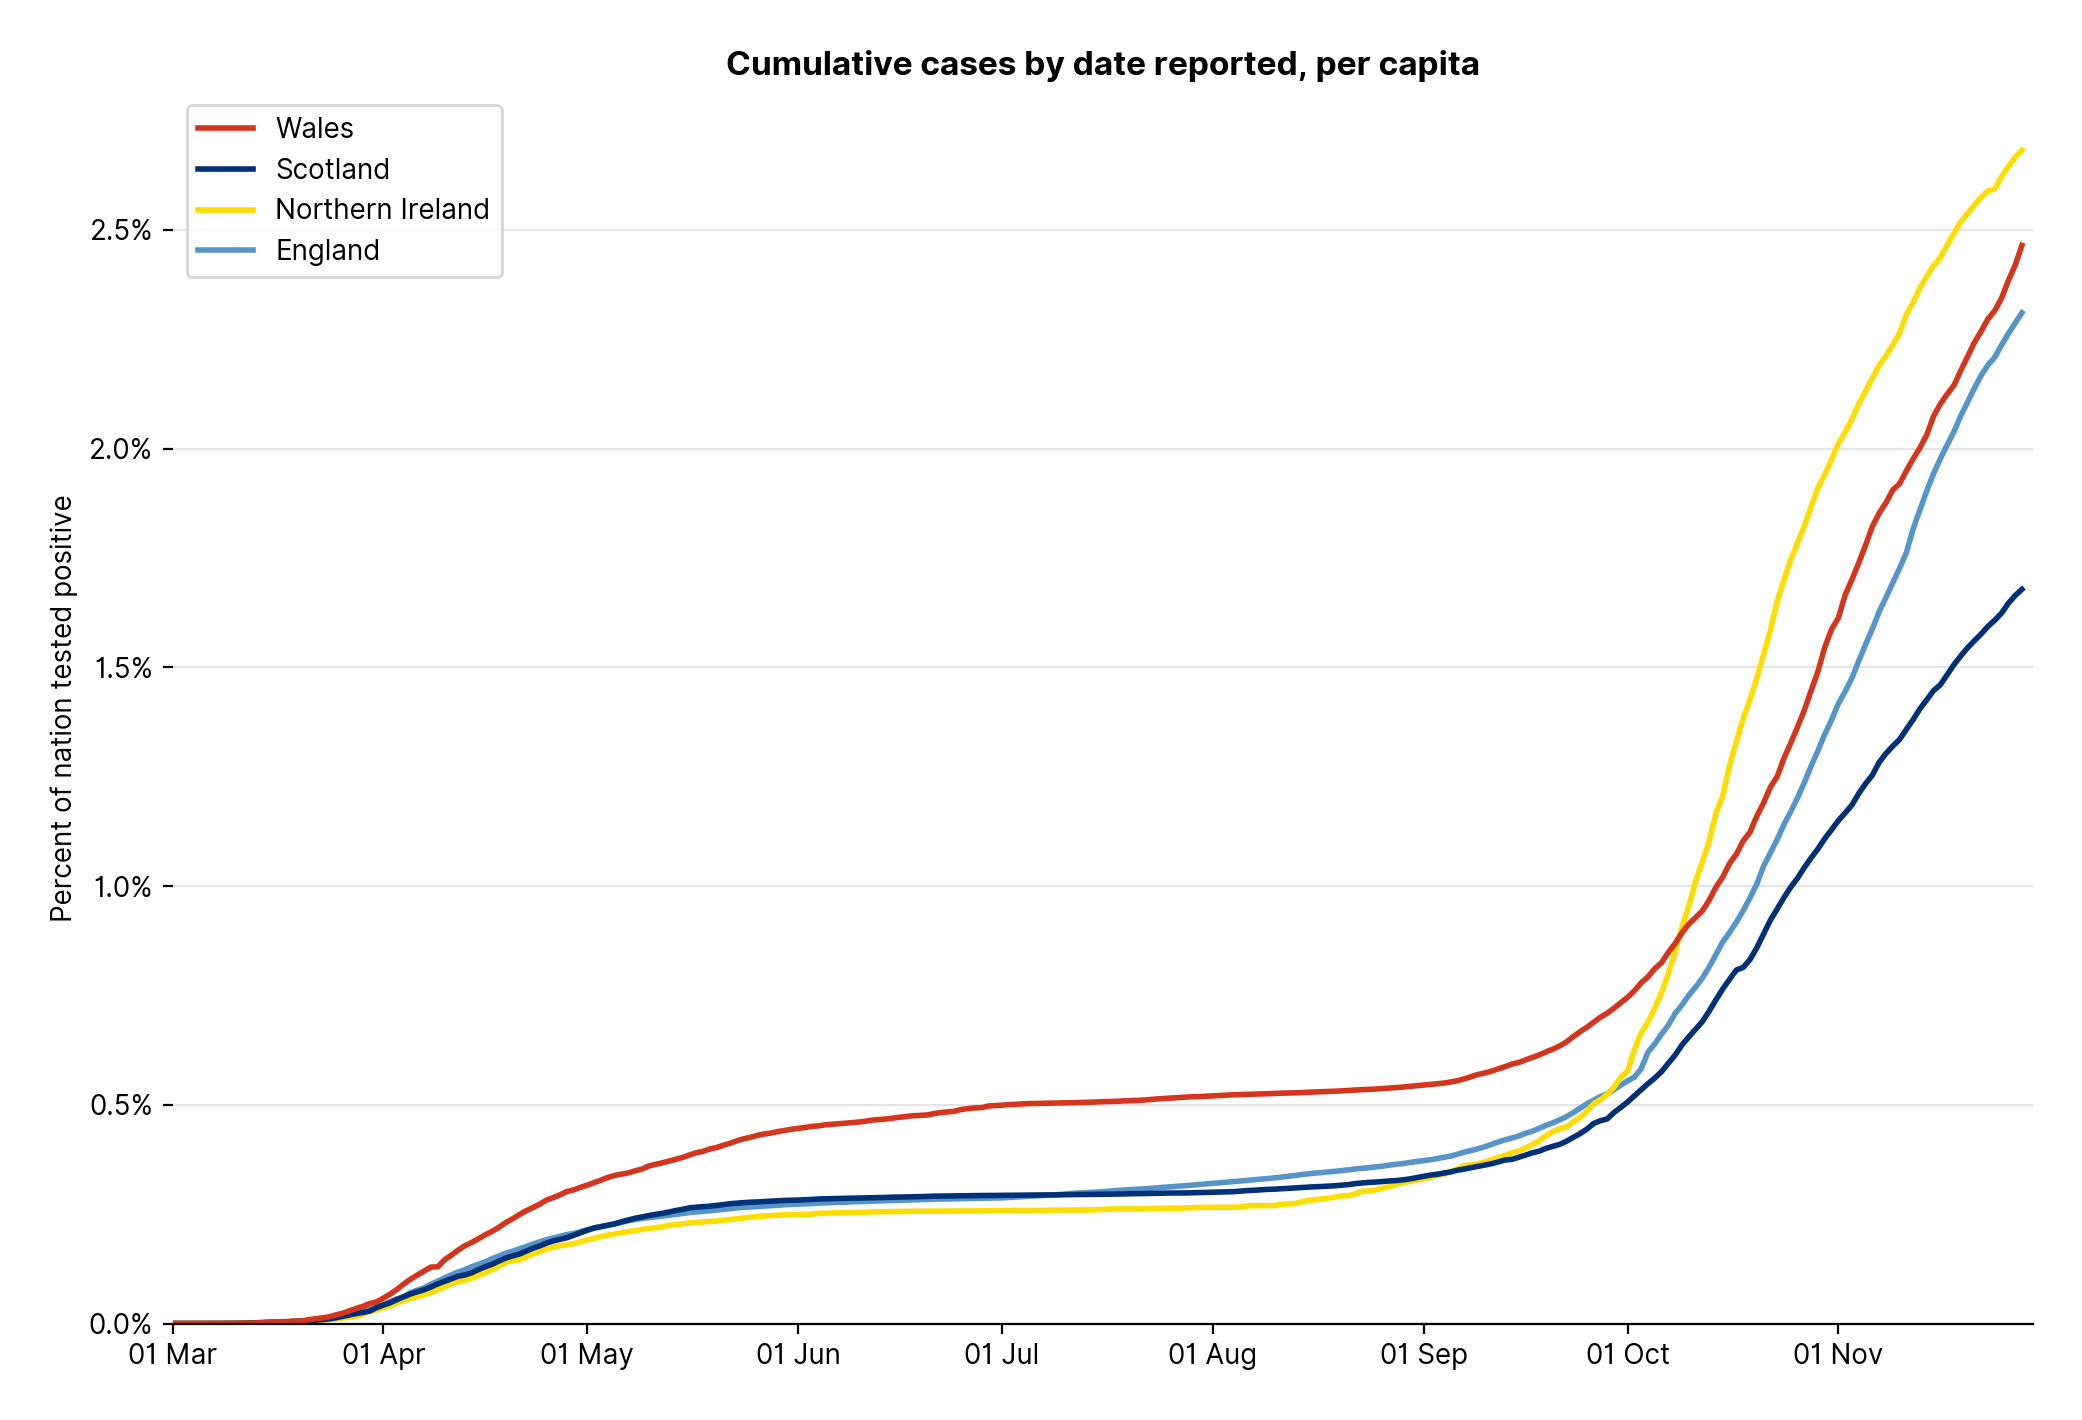 Cumulative cases by date reported, per capita
Wales
Scotland
Northern Ireland
England
Percent of nation tested positive
2.5%
2.0%
1.5%
1.0%
0.5%
0.0%
01 Mar
01 Apr
01 May
01 Jun
01 Jul
01 Aug
01 Sep
01 Oct
01 Nov